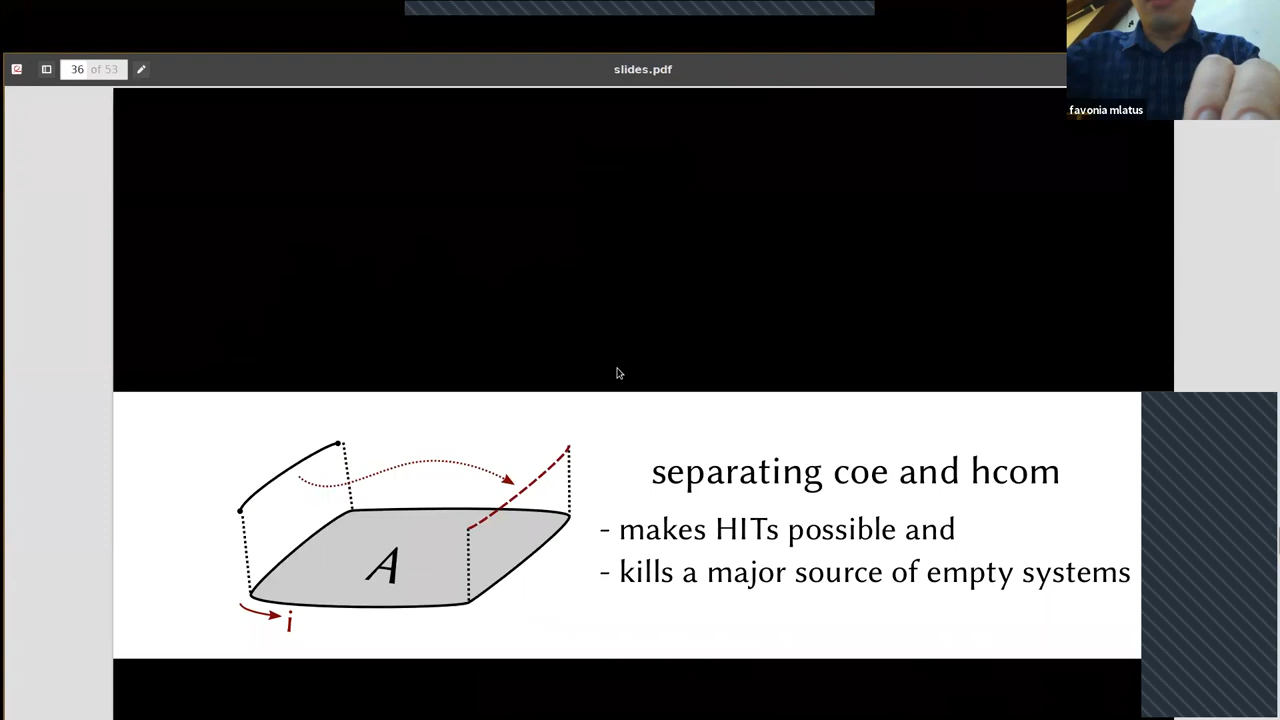 36 of 53
slides.pdf
favonia mlatus
separating coe and hcom
- makes HITs possible and
- kills a major source of empty systems
A
i